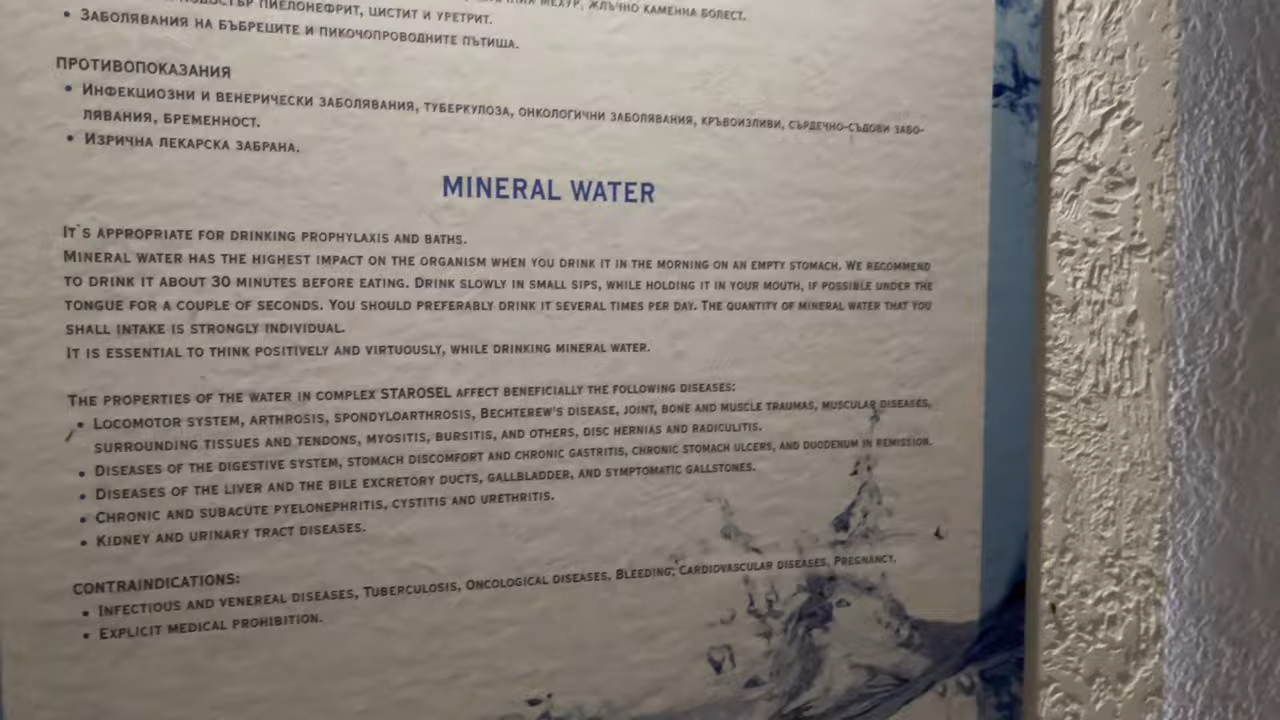 ПИЕЛОНЕФРИТ, ЦИСТИТ И УРЕТРИТ. МЕХУР, ЖЛЪЧНО КАМЕННА БОЛЕСТ.
• ЗАБОЛЯВАНИЯ НА БЪБРЕЦИТЕ И ПИКОЧОПРОВОДНИТЕ ПЪТИЩА.
ПРОТИВОПОКАЗАНИЯ
• ИНФЕКЦИОЗНИ И ВЕНЕРИЧЕСКИ ЗАБОЛЯВАНИЯ, ТУБЕРКУЛОЗА, ОНКОЛОГИЧНИ ЗАБОЛЯВАНИЯ, КРЪВОИЗЛИВИ, СЪРДЕЧНО-СЪДОВИ ЗАБО-
ЛЯВАНИЯ, БРЕМЕННОСТ.
• ИЗРИЧНА ЛЕКАРСКА ЗАБРАНА.
MINERAL WATER
IT`S APPROPRIATE FOR DRINKING PROPHYLAXIS AND BATHS.
MINERAL WATER HAS THE HIGHEST IMPACT ON THE ORGANISM WHEN YOU DRINK IT IN THE MORNING ON AN EMPTY STOMACH. WE RECOMMEND
TO DRINK IT ABOUT 30 MINUTES BEFORE EATING. DRINK SLOWLY IN SMALL SIPS, WHILE HOLDING IT IN YOUR MOUTH, IF POSSIBLE UNDER THE
TONGUE FOR A COUPLE OF SECONDS. YOU SHOULD PREFERABLY DRINK IT SEVERAL TIMES PER DAY. THE QUANTITY OF MINERAL WATER THAT YOU
SHALL INTAKE IS STRONGLY INDIVIDUAL.
IT IS ESSENTIAL TO THINK POSITIVELY AND VIRTUOUSLY, WHILE DRINKING MINERAL WATER.
THE PROPERTIES OF THE WATER IN COMPLEX STAROSEL AFFECT BENEFICIALLY THE FOLLOWING DISEASES:
• LOCOMOTOR SYSTEM, ARTHROSIS, SPONDYLOARTHROSIS, BECHTEREW'S DISEASE, JOINT, BONE AND MUSCLE TRAUMAS, MUSCULAR DISEASES,
SURROUNDING TISSUES AND TENDONS, MYOSITIS, BURSITIS, AND OTHERS, DISC HERNIAS AND RADICULITIS.
• DISEASES OF THE DIGESTIVE SYSTEM, STOMACH DISCOMFORT AND CHRONIC GASTRITIS, CHRONIC STOMACH ULCERS, AND DUODENUM IN REMISSION.
• DISEASES OF THE LIVER AND THE BILE EXCRETORY DUCTS, GALLBLADDER, AND SYMPTOMATIC GALLSTONES.
• CHRONIC AND SUBACUTE PYELONEPHRITIS, CYSTITIS AND URETHRITIS.
• KIDNEY AND URINARY TRACT DISEASES.
CONTRAINDICATIONS:
• INFECTIOUS AND VENEREAL DISEASES, TUBERCULOSIS, ONCOLOGICAL DISEASES, BLEEDING, CARDIOVASCULAR DISEASES, PREGNANCY.
• EXPLICIT MEDICAL PROHIBITION.